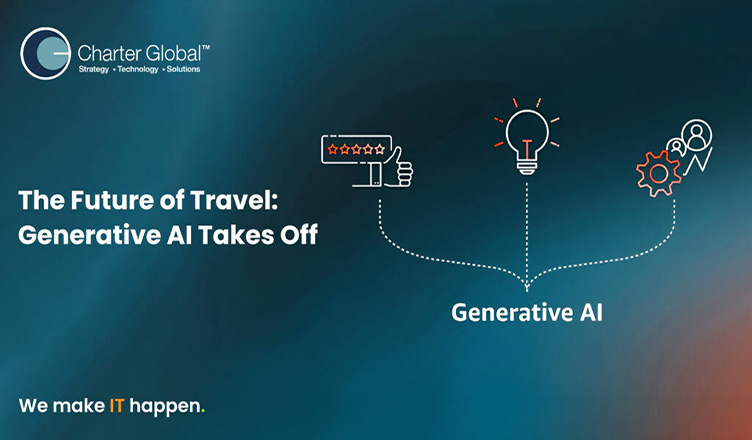 Charter Global™
Strategy • Technology • Solutions
The Future of Travel:
Generative AI Takes Off
Generative AI
We make IT happen.